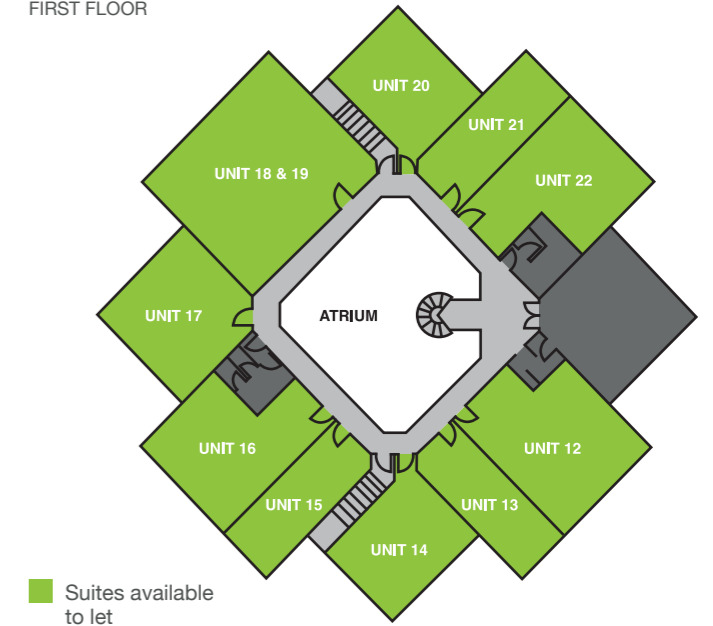 FIRST FLOOR
UNIT 20
UNIT 21
UNIT 18 & 19
UNIT 22
UNIT 17
ATRIUM
UNIT 16
UNIT 12
UNIT 15
UNIT 13
UNIT 14
Suites available
to let